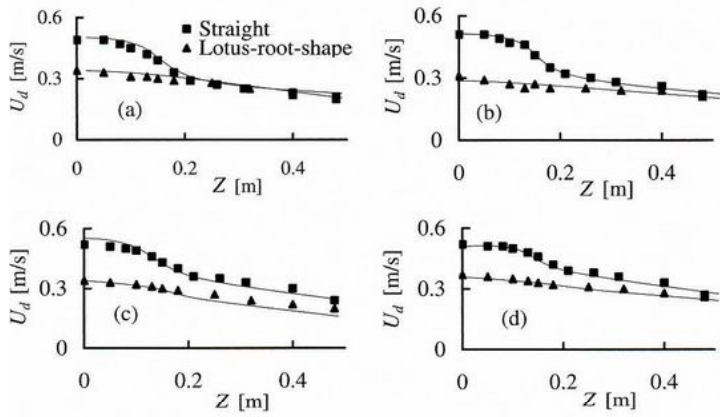 0.6
■ Straight
▲ Lotus-root-shape
U_d [m/s]
0.3
(a)
0
0 0.2 0.4
Z [m]
0.6
U_d [m/s]
0.3
(b)
0
0 0.2 0.4
Z [m]
0.6
U_d [m/s]
0.3
(c)
0
0 0.2 0.4
Z [m]
0.6
U_d [m/s]
0.3
(d)
0
0 0.2 0.4
Z [m]